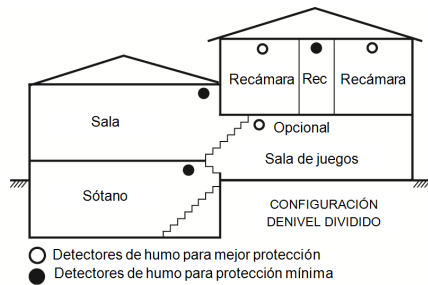 Recámara Rec Recámara
Sala
Opcional
Sala de juegos
Sótano
CONFIGURACIÓN
DENIVEL DIVIDIDO
Detectores de humo para mejor protección
Detectores de humo para protección mínima